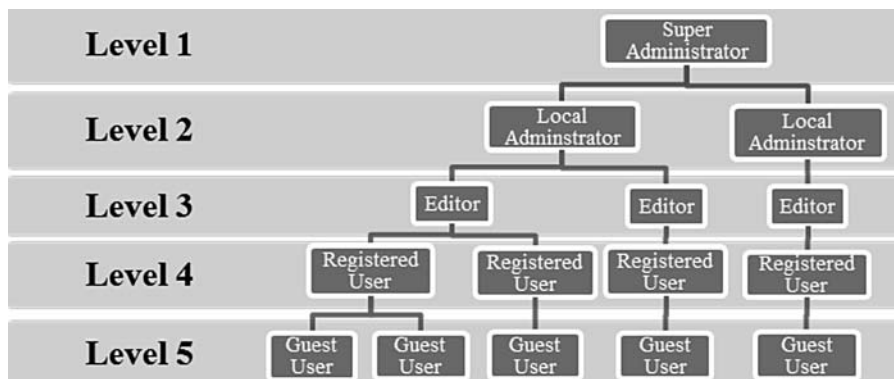 Level 1
Super
Administrator
Level 2
Local
Adminstrator
Local
Adminstrator
Level 3
Editor
Editor
Editor
Level 4
Registered
User
Registered
User
Registered
User
Registered
User
Level 5
Guest
User
Guest
User
Guest
User
Guest
User
Guest
User